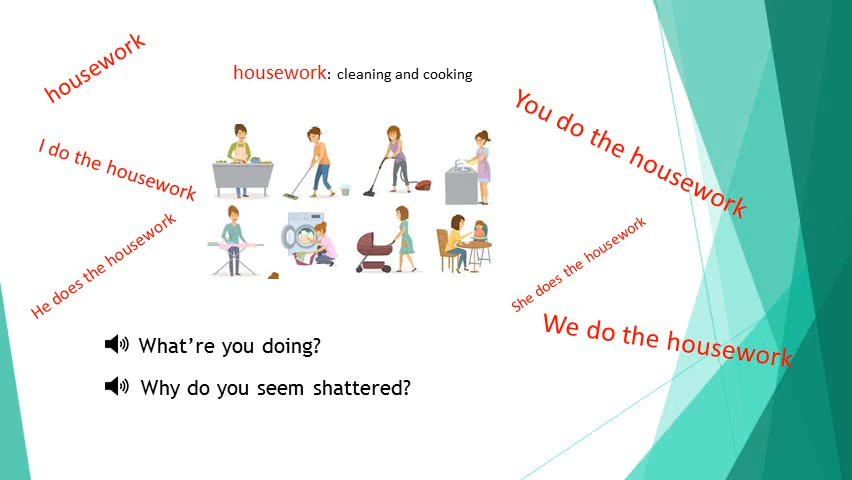 housework
housework: cleaning and cooking
You do the housework
I do the housework
He does the housework
She does the housework
We do the housework
What’re you doing?
Why do you seem shattered?